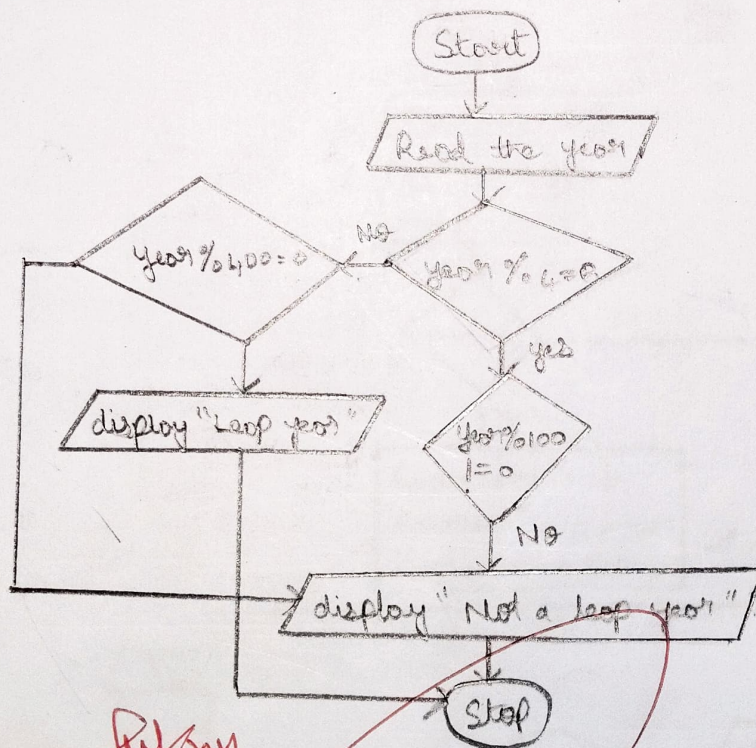 Start
Read the year
No
year%400=0
year%4=0
yes
display "Leap year"
year%100
!=0
No
display "Not a leap year"
Stop